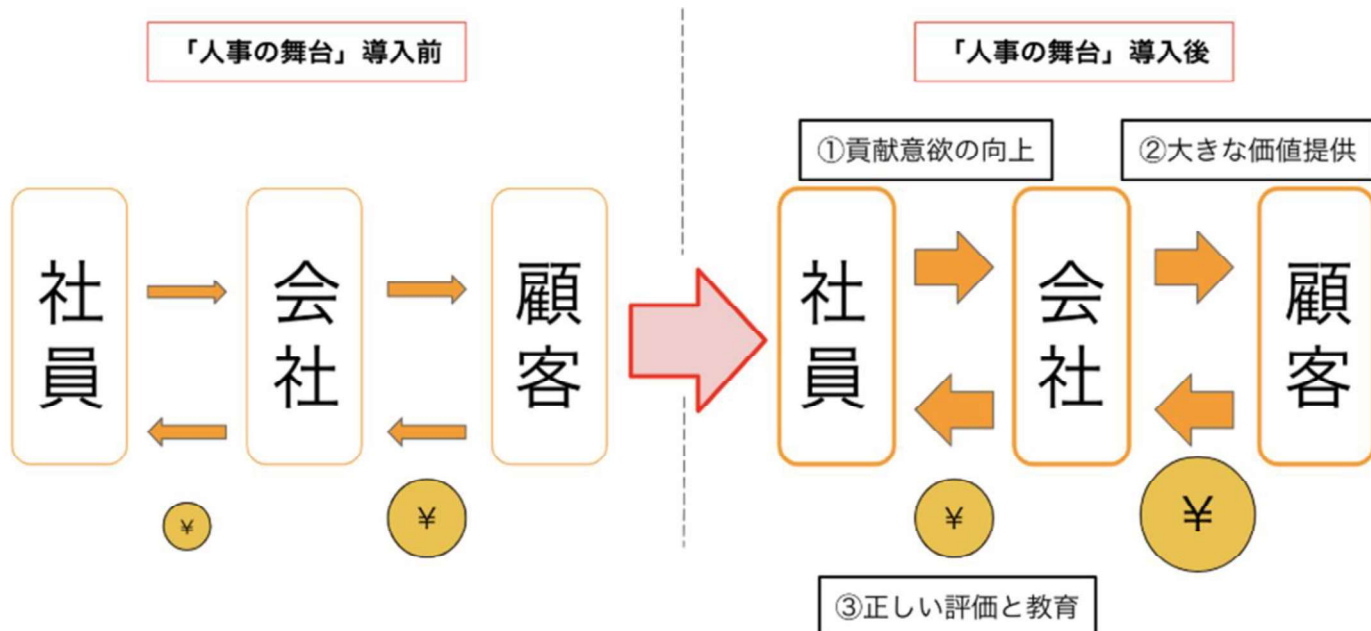 「人事の舞台」導入前
社員
会社
顧客
¥
¥
「人事の舞台」導入後
①貢献意欲の向上
②大きな価値提供
社員
会社
顧客
¥
¥
③正しい評価と教育